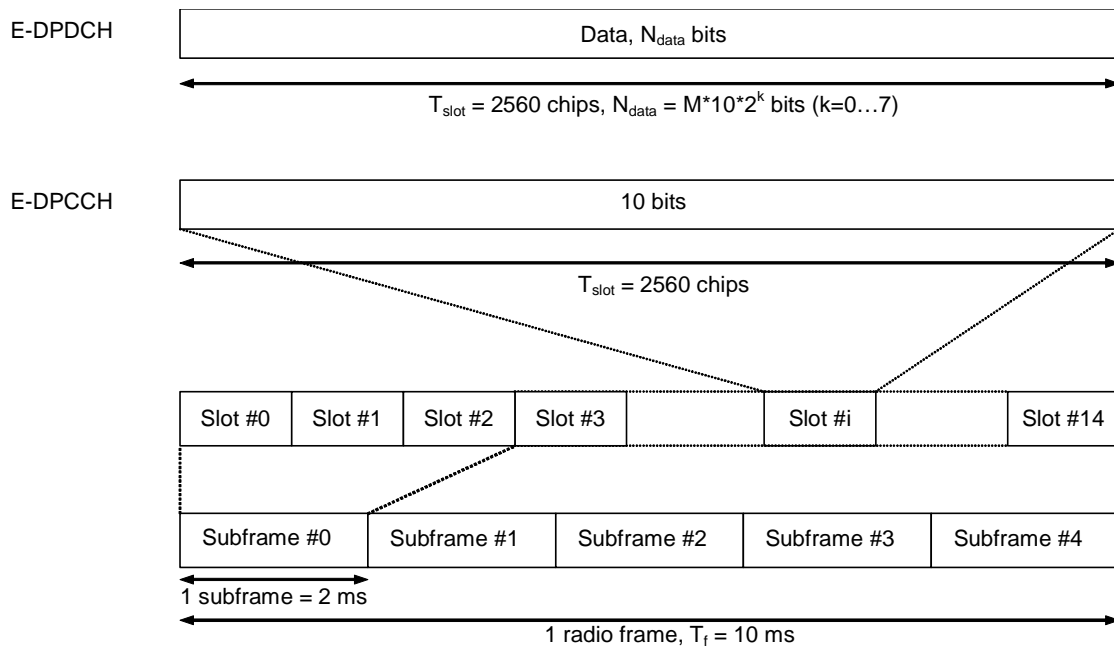 E-DPDCH
Data, Ndata bits
Tslot = 2560 chips, Ndata = M*10*2^k bits (k=0…7)
E-DPCCH
10 bits
Tslot = 2560 chips
Slot #0 Slot #1 Slot #2 Slot #3 Slot #i Slot #14
Subframe #0 Subframe #1 Subframe #2 Subframe #3 Subframe #4
1 subframe = 2 ms
1 radio frame, Tf = 10 ms